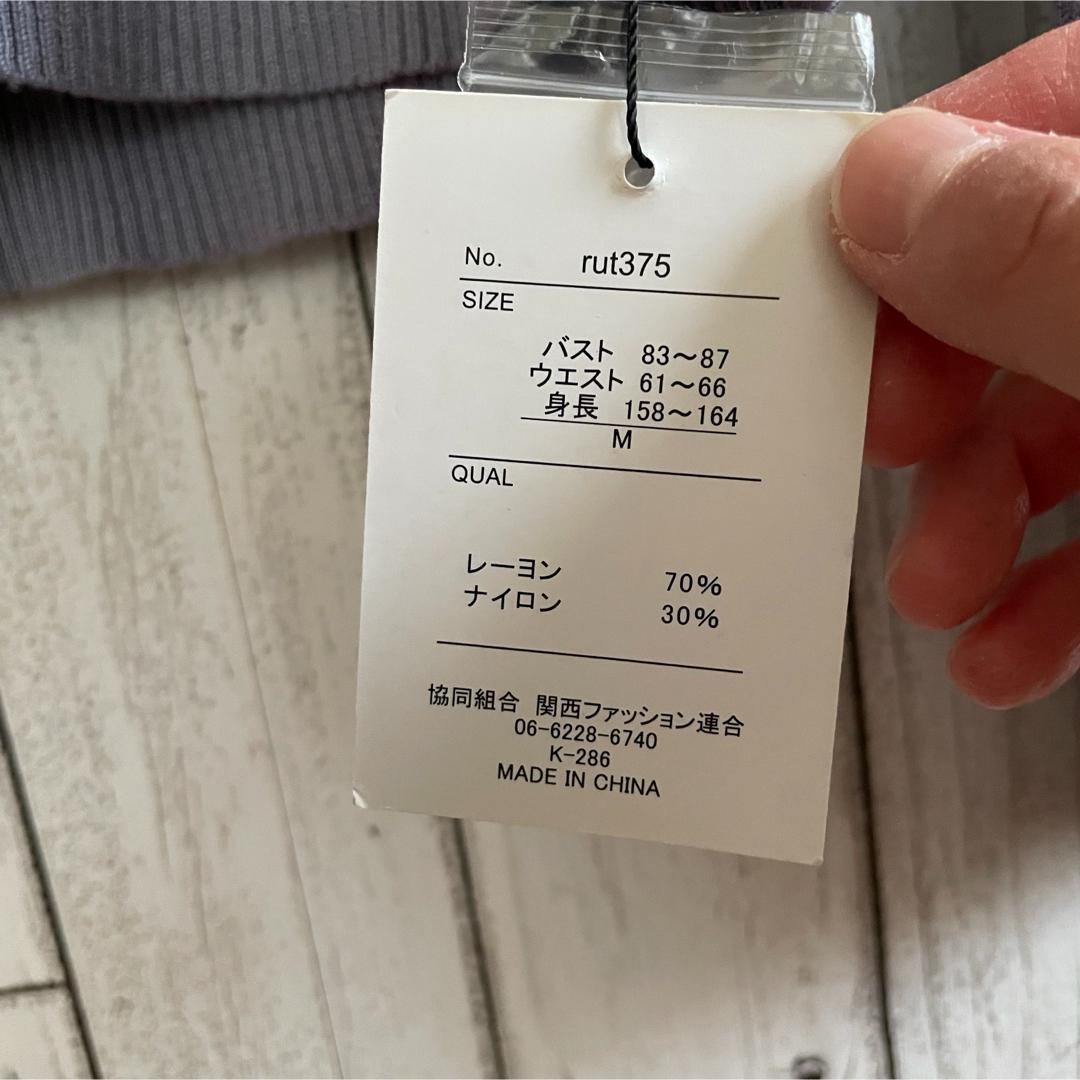 No. rut375
SIZE
バスト 83～87
ウエスト 61～66
身長 158～164
M
QUAL
レーヨン 70%
ナイロン 30%
協同組合 関西ファッション連合
06-6228-6740
K-286
MADE IN CHINA